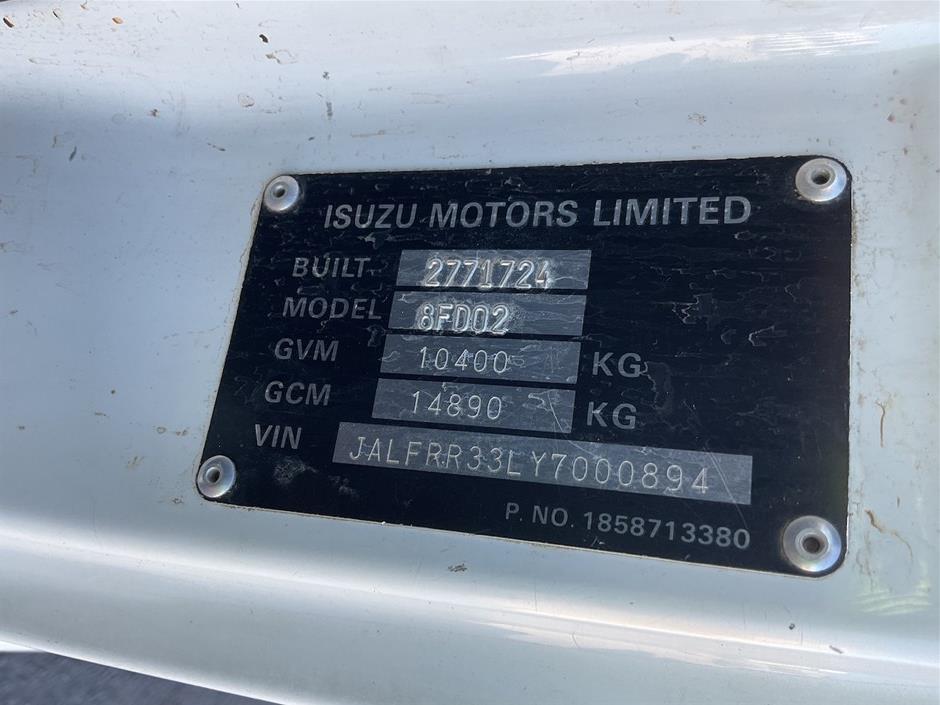 ISUZU MOTORS LIMITED
BUILT 2771724
MODEL 8FD02
GVM 10400 KG
GCM 14890 KG
VIN JALFRR33LY7000894
P. NO. 1858713380